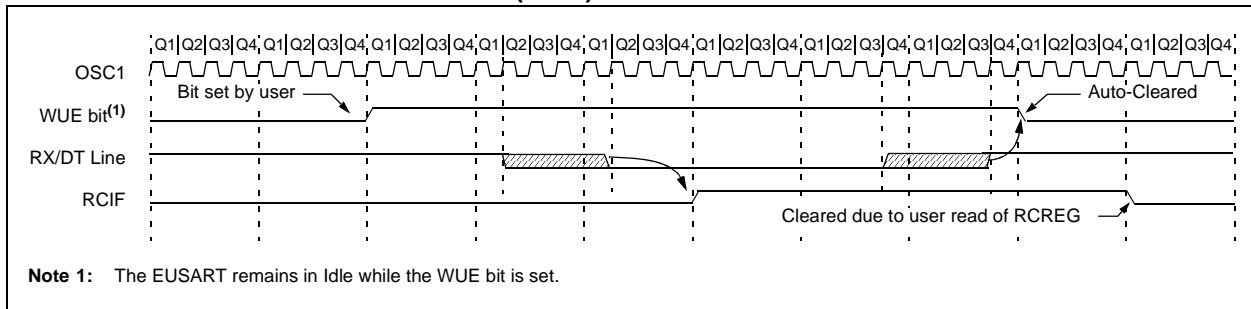 Q1 Q2 Q3 Q4 Q1 Q2 Q3 Q4 Q1 Q2 Q3 Q4 Q1 Q2 Q3 Q4 Q1 Q2 Q3 Q4 Q1 Q2 Q3 Q4 Q1 Q2 Q3 Q4 Q1 Q2 Q3 Q4 Q1 Q2 Q3 Q4 Q1 Q2 Q3 Q4
OSC1
Bit set by user
Auto-Cleared
WUE bit(1)
RX/DT Line
RCIF
Cleared due to user read of RCREG
Note 1: The EUSART remains in Idle while the WUE bit is set.